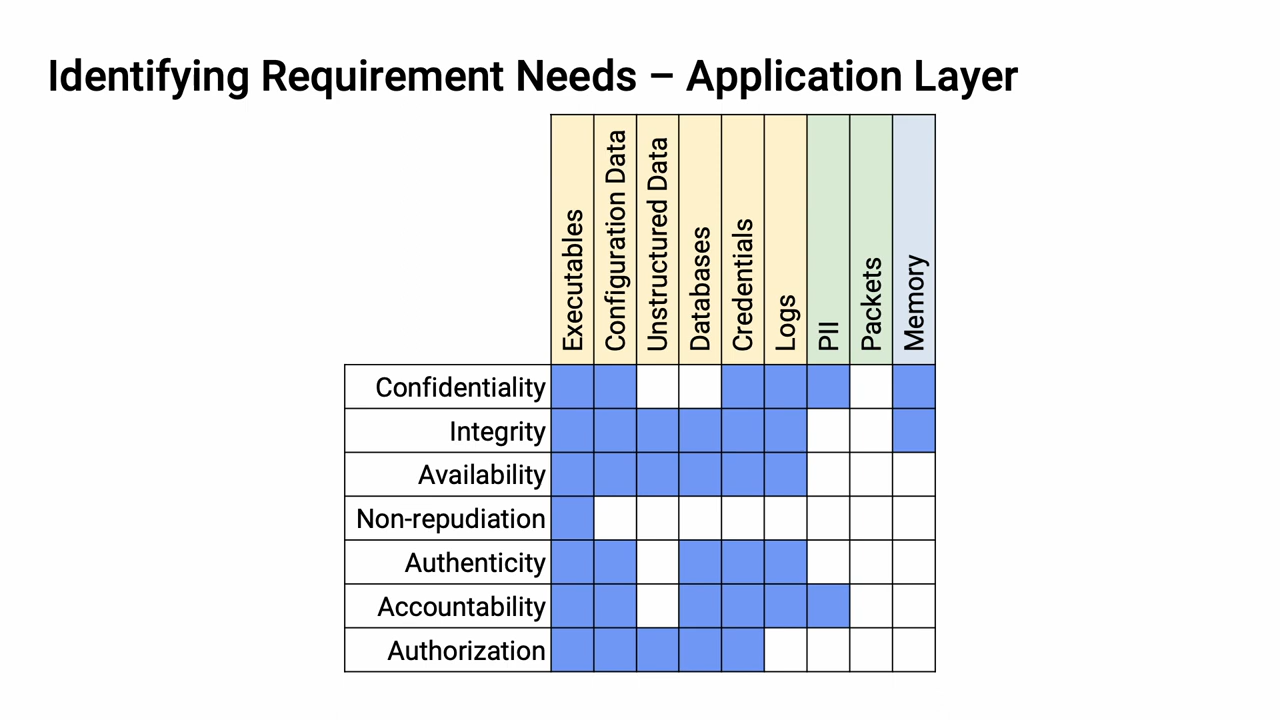 Identifying Requirement Needs – Application Layer
Executables
Configuration Data
Unstructured Data
Databases
Credentials
Logs
PII
Packets
Memory
Confidentiality
Integrity
Availability
Non-repudiation
Authenticity
Accountability
Authorization